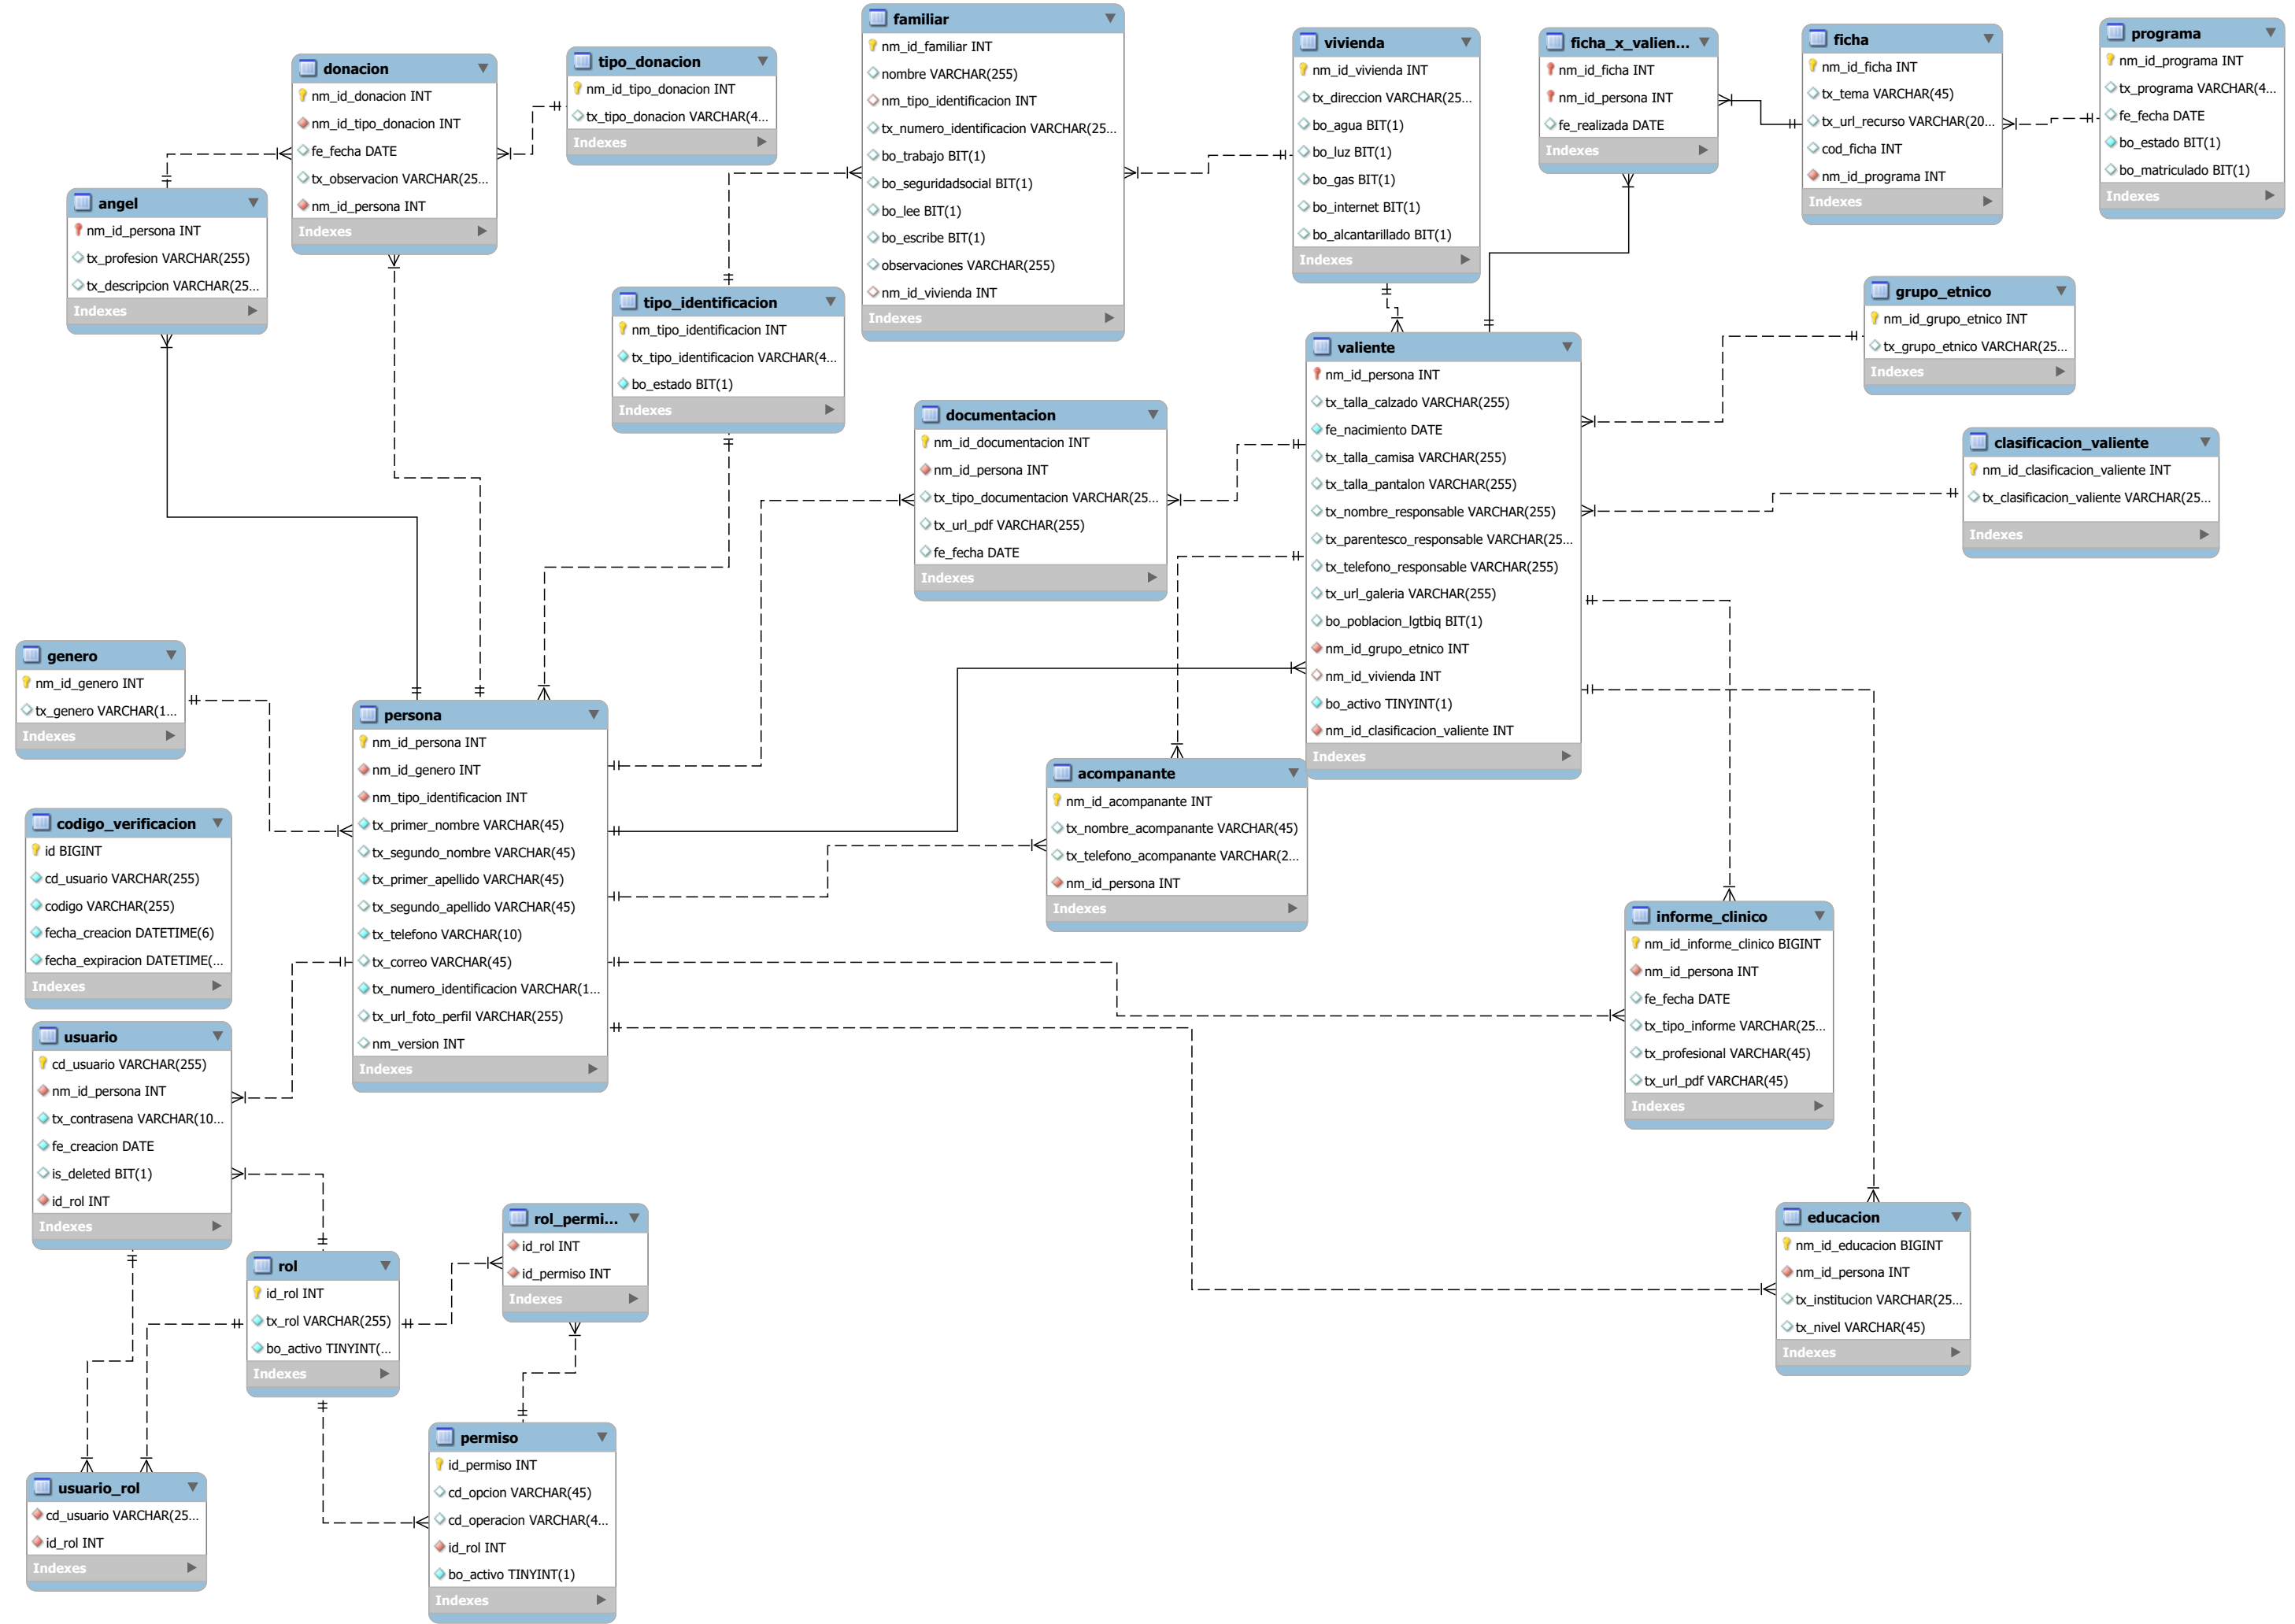 familiar
nm_id_familiar INT
nombre VARCHAR(255)
nm_tipo_identificacion INT
tx_numero_identificacion VARCHAR(25...
bo_trabajo BIT(1)
bo_seguridadsocial BIT(1)
bo_lee BIT(1)
bo_escribe BIT(1)
observaciones VARCHAR(255)
nm_id_vivienda INT
Indexes
programa
nm_id_programa INT
tx_programa VARCHAR(4...
fe_fecha DATE
bo_estado BIT(1)
bo_matriculado BIT(1)
Indexes
ficha
nm_id_ficha INT
tx_tema VARCHAR(45)
tx_url_recurso VARCHAR(20...
cod_ficha INT
nm_id_programa INT
Indexes
ficha_x_valien...
nm_id_ficha INT
nm_id_persona INT
fe_realizada DATE
Indexes
vivienda
nm_id_vivienda INT
tx_direccion VARCHAR(25...
bo_agua BIT(1)
bo_luz BIT(1)
bo_gas BIT(1)
bo_internet BIT(1)
bo_alcantarillado BIT(1)
Indexes
tipo_donacion
nm_id_tipo_donacion INT
tx_tipo_donacion VARCHAR(4...
Indexes
donacion
nm_id_donacion INT
nm_id_tipo_donacion INT
fe_fecha DATE
tx_observacion VARCHAR(25...
nm_id_persona INT
Indexes
angel
nm_id_persona INT
tx_profesion VARCHAR(255)
tx_descripcion VARCHAR(25...
Indexes
tipo_identificacion
nm_tipo_identificacion INT
tx_tipo_identificacion VARCHAR(4...
bo_estado BIT(1)
Indexes
grupo_etnico
nm_id_grupo_etnico INT
tx_grupo_etnico VARCHAR(25...
Indexes
valiente
nm_id_persona INT
tx_talla_calzado VARCHAR(255)
fe_nacimiento DATE
tx_talla_camisa VARCHAR(255)
tx_talla_pantalon VARCHAR(255)
tx_nombre_responsable VARCHAR(255)
tx_parentesco_responsable VARCHAR(25...
tx_telefono_responsable VARCHAR(255)
tx_url_galeria VARCHAR(255)
bo_poblacion_lgtbiq BIT(1)
nm_id_grupo_etnico INT
nm_id_vivienda INT
bo_activo TINYINT(1)
nm_id_clasificacion_valiente INT
Indexes
documentacion
nm_id_documentacion INT
nm_id_persona INT
tx_tipo_documentacion VARCHAR(25...
tx_url_pdf VARCHAR(255)
fe_fecha DATE
Indexes
clasificacion_valiente
nm_id_clasificacion_valiente INT
tx_clasificacion_valiente VARCHAR(25...
Indexes
genero
nm_id_genero INT
tx_genero VARCHAR(1...
Indexes
persona
nm_id_persona INT
nm_id_genero INT
nm_tipo_identificacion INT
tx_primer_nombre VARCHAR(45)
tx_segundo_nombre VARCHAR(45)
tx_primer_apellido VARCHAR(45)
tx_segundo_apellido VARCHAR(45)
tx_telefono VARCHAR(10)
tx_correo VARCHAR(45)
tx_numero_identificacion VARCHAR(1...
tx_url_foto_perfil VARCHAR(255)
nm_version INT
Indexes
acompanante
nm_id_acompanante INT
tx_nombre_acompanante VARCHAR(45)
tx_telefono_acompanante VARCHAR(2...
nm_id_persona INT
Indexes
codigo_verificacion
id BIGINT
cd_usuario VARCHAR(255)
codigo VARCHAR(255)
fecha_creacion DATETIME(6)
fecha_expiracion DATETIME(...
Indexes
informe_clinico
nm_id_informe_clinico BIGINT
nm_id_persona INT
fe_fecha DATE
tx_tipo_informe VARCHAR(25...
tx_profesional VARCHAR(45)
tx_url_pdf VARCHAR(45)
Indexes
usuario
cd_usuario VARCHAR(255)
nm_id_persona INT
tx_contrasena VARCHAR(10...
fe_creacion DATE
is_deleted BIT(1)
id_rol INT
Indexes
rol_permi...
id_rol INT
id_permiso INT
Indexes
educacion
nm_id_educacion BIGINT
nm_id_persona INT
tx_institucion VARCHAR(25...
tx_nivel VARCHAR(45)
Indexes
rol
id_rol INT
tx_rol VARCHAR(255)
bo_activo TINYINT(...
Indexes
permiso
id_permiso INT
cd_opcion VARCHAR(45)
cd_operacion VARCHAR(4...
id_rol INT
bo_activo TINYINT(1)
Indexes
usuario_rol
cd_usuario VARCHAR(25...
id_rol INT
Indexes